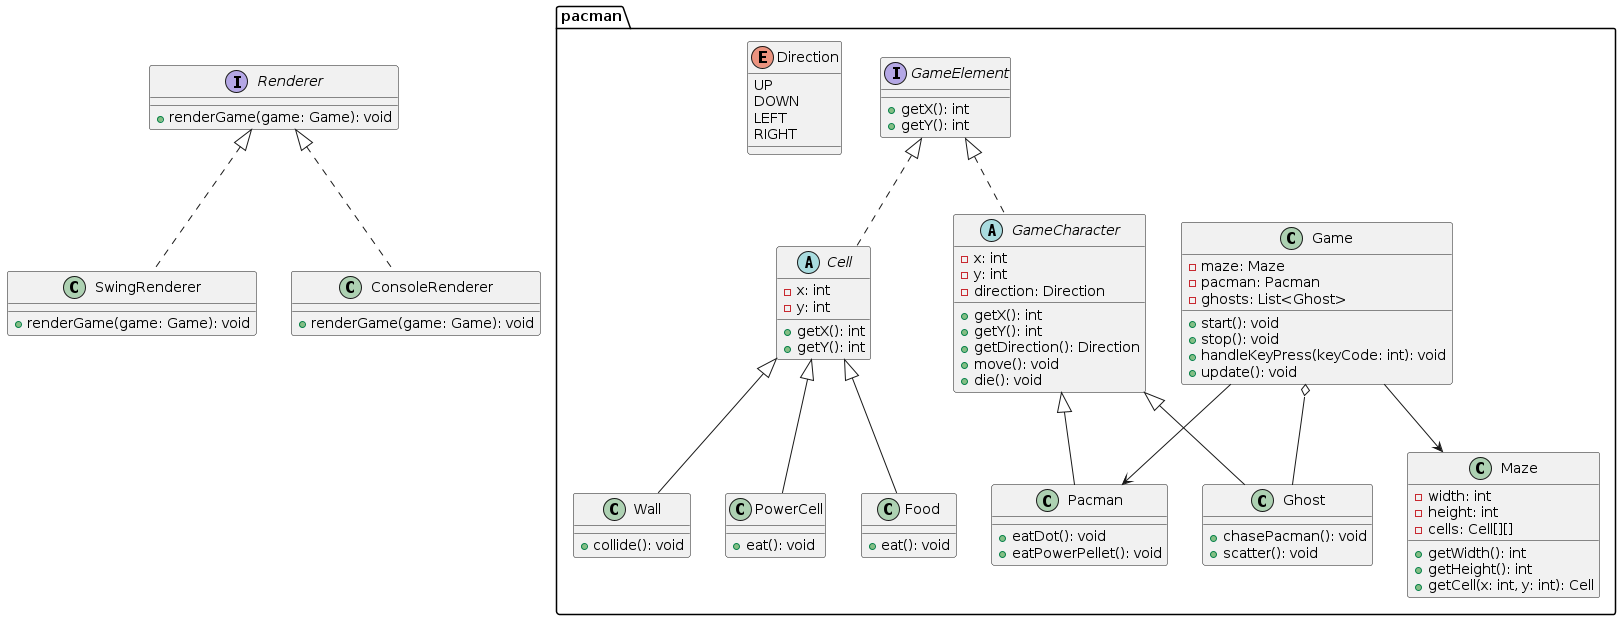 pacman
Direction
UP
DOWN
LEFT
RIGHT
GameElement
getX(): int
getY(): int
Renderer
renderGame(game: Game): void
SwingRenderer
renderGame(game: Game): void
ConsoleRenderer
renderGame(game: Game): void
Cell
x: int
y: int
getX(): int
getY(): int
GameCharacter
x: int
y: int
direction: Direction
getX(): int
getY(): int
getDirection(): Direction
move(): void
die(): void
Game
maze: Maze
pacman: Pacman
ghosts: List<Ghost>
start(): void
stop(): void
handleKeyPress(keyCode: int): void
update(): void
Wall
collide(): void
PowerCell
eat(): void
Food
eat(): void
Pacman
eatDot(): void
eatPowerPellet(): void
Ghost
chasePacman(): void
scatter(): void
Maze
width: int
height: int
cells: Cell[][]
getWidth(): int
getHeight(): int
getCell(x: int, y: int): Cell